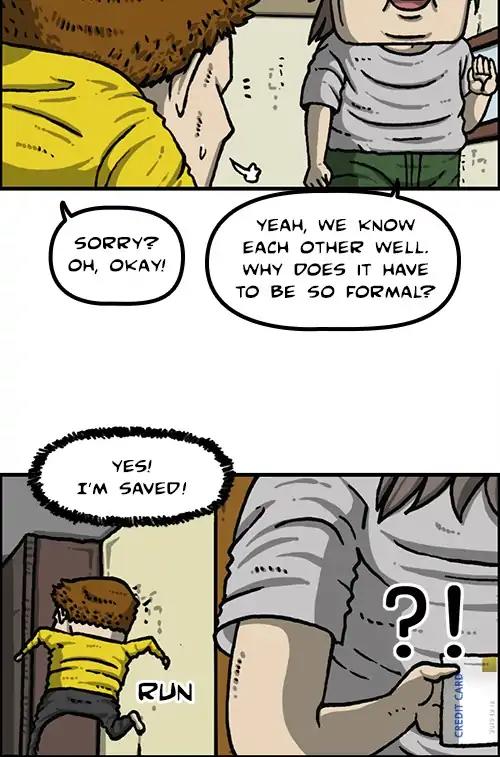 SORRY?
OH, OKAY!
YEAH, WE KNOW
EACH OTHER WELL.
WHY DOES IT HAVE
TO BE SO FORMAL?
YES!
I'M SAVED!
RUN
?!
CREDIT CARD